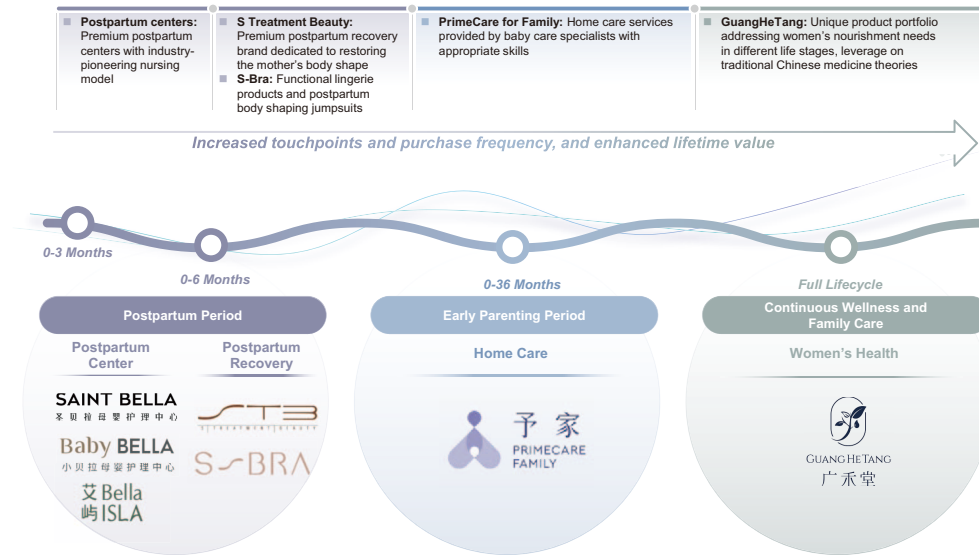 Postpartum centers:
Premium postpartum
centers with industry-
pioneering nursing
model
S Treatment Beauty:
Premium postpartum recovery
brand dedicated to restoring
the mother's body shape
S-Bra: Functional lingerie
products and postpartum
body shaping jumpsuits
PrimeCare for Family: Home care services
provided by baby care specialists with
appropriate skills
GuangHeTang: Unique product portfolio
addressing women's nourishment needs
in different life stages, leverage on
traditional Chinese medicine theories
Increased touchpoints and purchase frequency, and enhanced lifetime value
0-3 Months
0-6 Months
0-36 Months
Full Lifecycle
Postpartum Period
Postpartum
Center
SAINT BELLA
圣贝拉母婴护理中心
Baby BELLA
小贝拉母婴护理中心
艾Bella
屿ISLA
Postpartum
Recovery
STB
S-BRA
Early Parenting Period
Home Care
予家
PRIMECARE
FAMILY
Continuous Wellness and
Family Care
Women's Health
GUANGHETANG
广禾堂